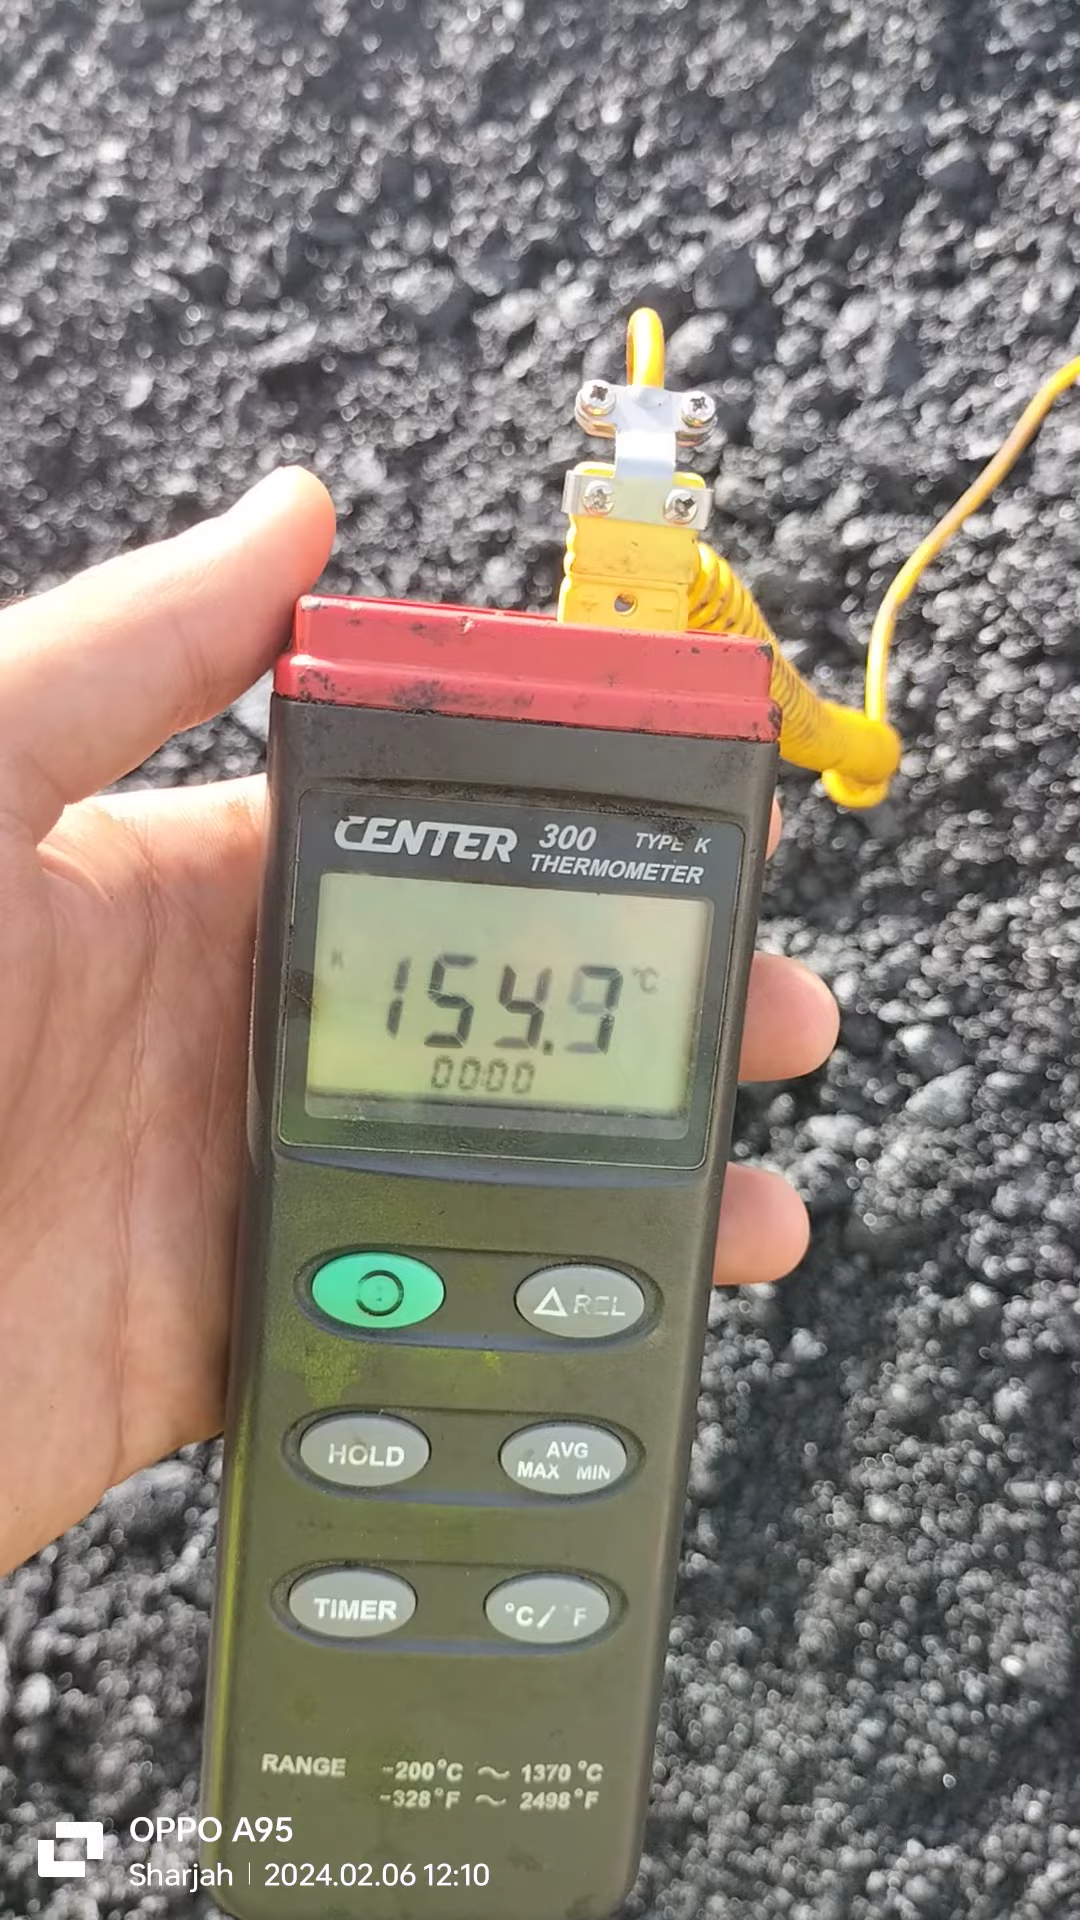 CENTER 300 TYPE K
THERMOMETER
K 154.9 °C
0000
△ REL
HOLD
AVG
MAX MIN
TIMER
°C/°F
RANGE -200°C ~ 1370°C
-328°F ~ 2498°F
OPPO A95
Sharjah | 2024.02.06 12:10